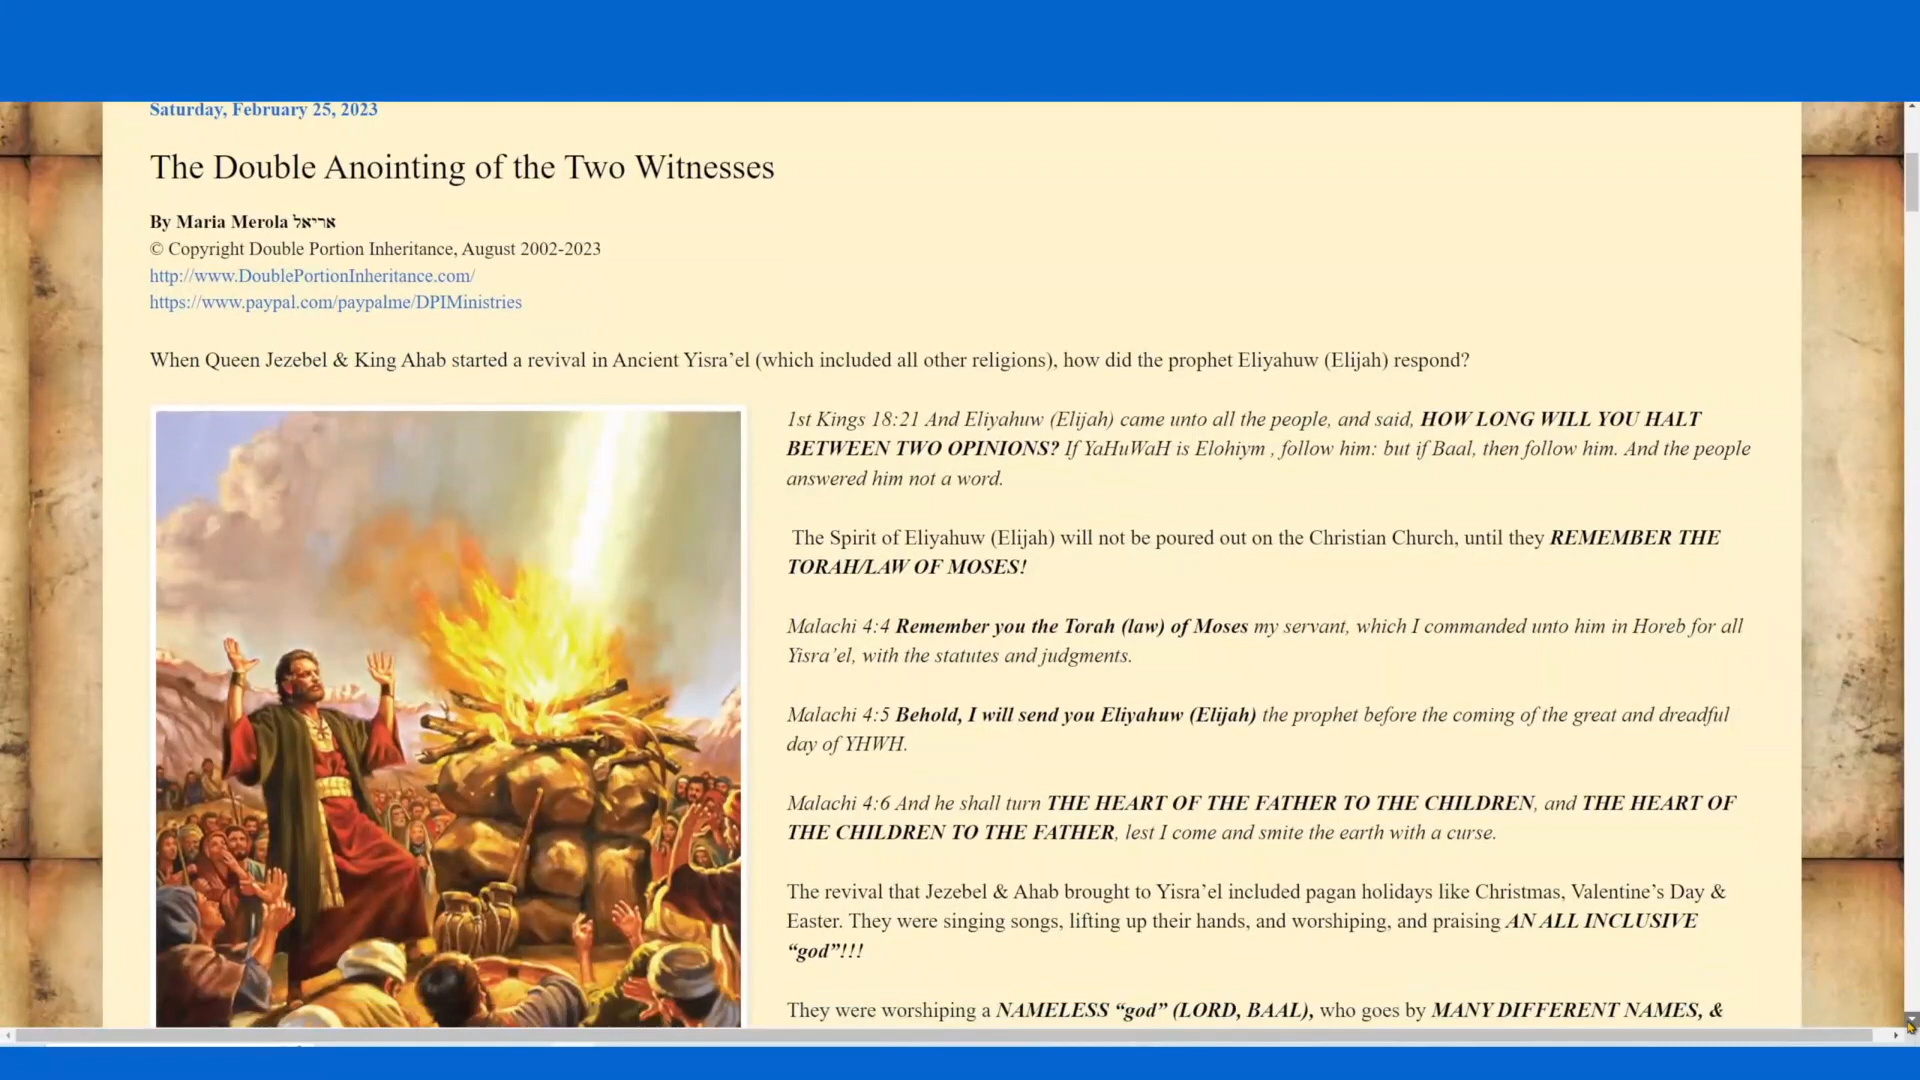 Saturday, February 25, 2023
The Double Anointing of the Two Witnesses
By Maria Merola אריאל
© Copyright Double Portion Inheritance, August 2002-2023
http://www.DoublePortionInheritance.com/
https://www.paypal.com/paypalme/DPIMinistries
When Queen Jezebel & King Ahab started a revival in Ancient Yisra’el (which included all other religions), how did the prophet Eliyahuw (Elijah) respond?
1st Kings 18:21 And Eliyahuw (Elijah) came unto all the people, and said, HOW LONG WILL YOU HALT
BETWEEN TWO OPINIONS? If YaHuWaH is Elohiym , follow him: but if Baal, then follow him. And the people
answered him not a word.
The Spirit of Eliyahuw (Elijah) will not be poured out on the Christian Church, until they REMEMBER THE
TORAH/LAW OF MOSES!
Malachi 4:4 Remember you the Torah (law) of Moses my servant, which I commanded unto him in Horeb for all
Yisra’el, with the statutes and judgments.
Malachi 4:5 Behold, I will send you Eliyahuw (Elijah) the prophet before the coming of the great and dreadful
day of YHWH.
Malachi 4:6 And he shall turn THE HEART OF THE FATHER TO THE CHILDREN, and THE HEART OF
THE CHILDREN TO THE FATHER, lest I come and smite the earth with a curse.
The revival that Jezebel & Ahab brought to Yisra’el included pagan holidays like Christmas, Valentine’s Day &
Easter. They were singing songs, lifting up their hands, and worshiping, and praising AN ALL INCLUSIVE
“god”!!!
They were worshiping a NAMELESS “god” (LORD, BAAL), who goes by MANY DIFFERENT NAMES, &